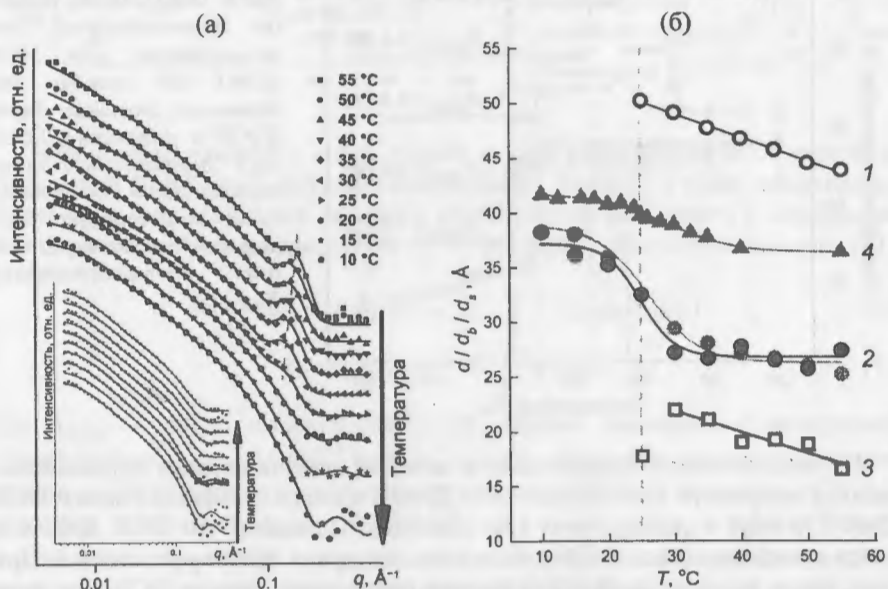 (а)
Интенсивность, отн. ед.
55 °C
50 °C
45 °C
40 °C
35 °C
30 °C
25 °C
20 °C
15 °C
10 °C
Температура
Интенсивность, отн. ед.
Температура
0.1
q, Å⁻¹
0.01
0.1
q, Å⁻¹
(б)
d / d_b / d_s, Å
55
50
45
40
35
30
25
20
15
10
1
4
2
3
10
20
30
40
50
60
T, °C